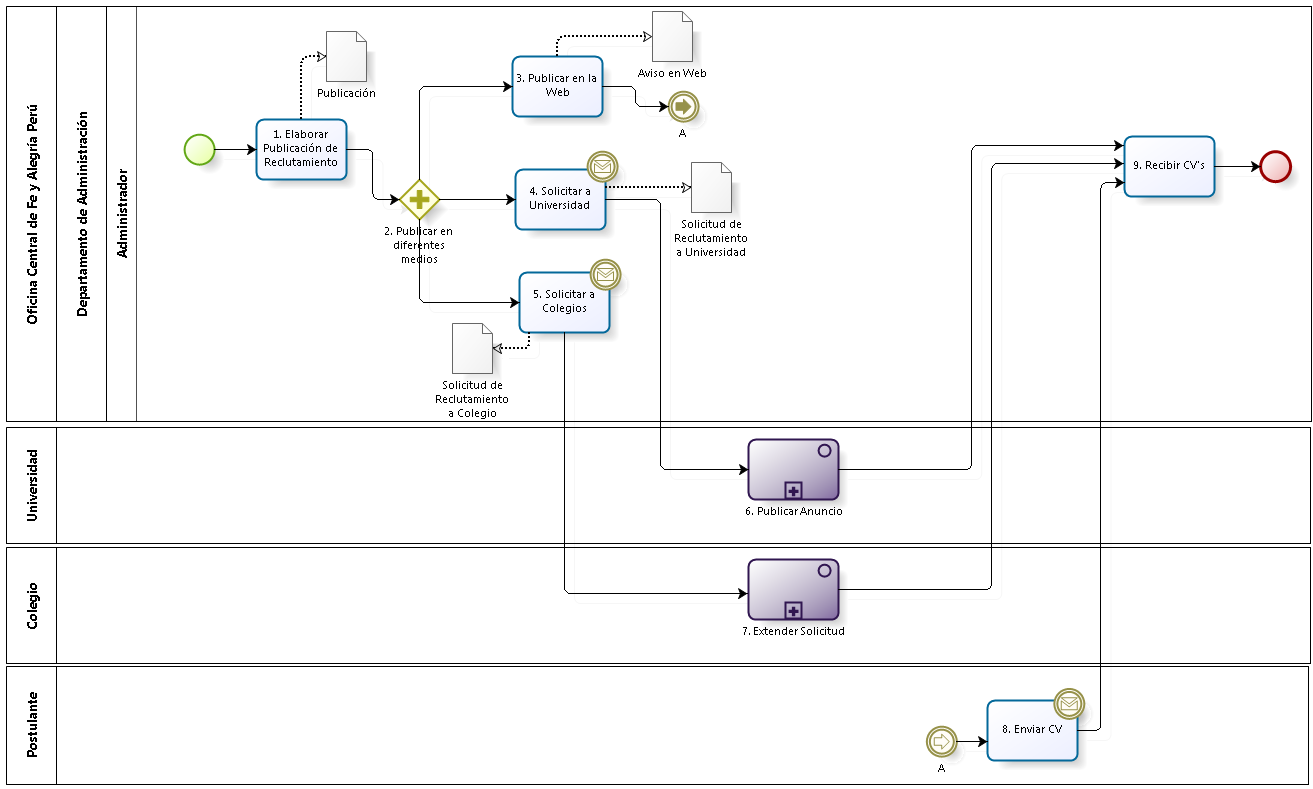 Oficina Central de Fe y Alegría Perú
Departamento de Administración
Administrador
Publicación
1. Elaborar
Publicación de
Reclutamiento
2. Publicar en
diferentes
medios
3. Publicar en la
Web
Aviso en Web
A
4. Solicitar a
Universidad
Solicitud de
Reclutamiento
a Universidad
5. Solicitar a
Colegios
Solicitud de
Reclutamiento
a Colegio
9. Recibir CV's
Universidad
6. Publicar Anuncio
Colegio
7. Extender Solicitud
Postulante
A
8. Enviar CV